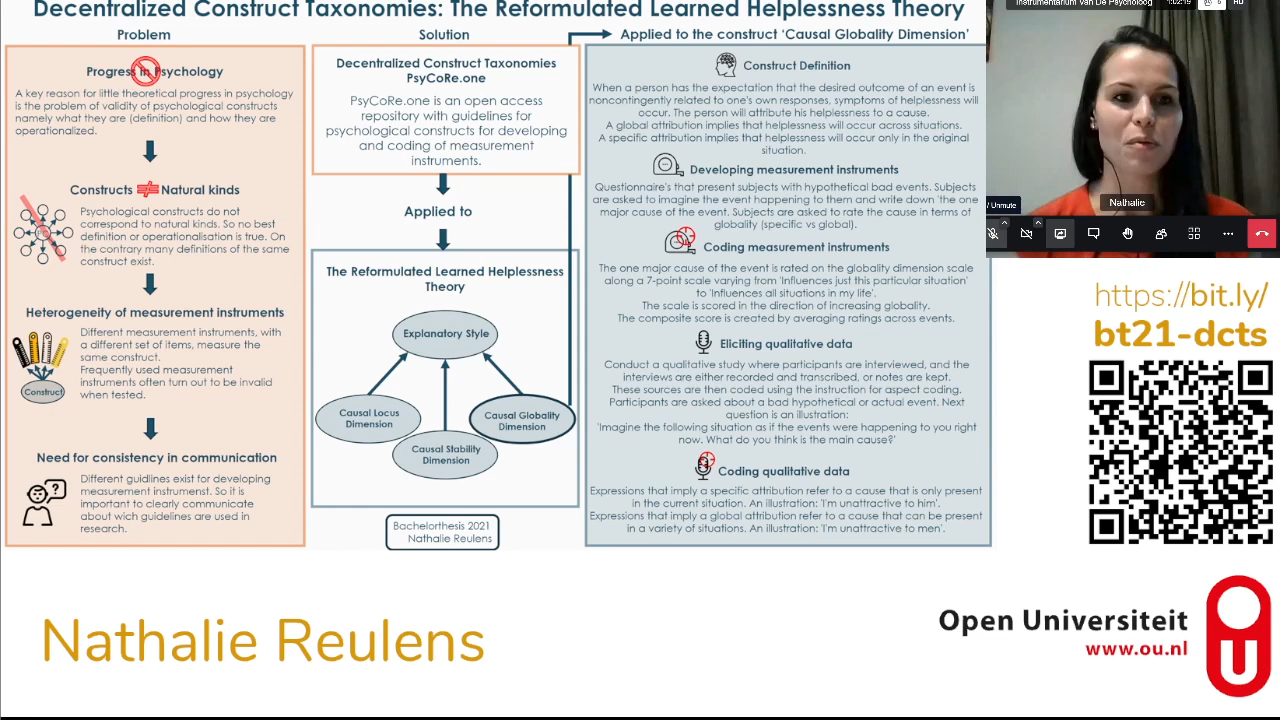 Decentralized Construct Taxonomies: The Reformulated Learned Helplessness Theory
Problem
Progress in Psychology
A key reason for little theoretical progress in psychology
is the problem of validity of psychological constructs
namely what they are (definition) and how they are
operationalized.
Constructs ≠ Natural kinds
Psychological constructs do not
correspond to natural kinds. So no best
definition or operationalisation is true. On
the contrary many definitions of the same
construct exist.
Heterogeneity of measurement instruments
Different measurement instruments, with
a different set of items, measure the
same construct.
Frequently used measurement
instruments often turn out to be invalid
when tested.
Construct
Need for consistency in communication
Different guidlines exist for developing
measurement instrumenst. So it is
important to clearly communicate
about wich guidelines are used in
research.
Solution
Decentralized Construct Taxonomies
PsyCoRe.one
PsyCoRe.one is an open access
repository with guidelines for
psychological constructs for developing
and coding of measurement
instruments.
Applied to
The Reformulated Learned Helplessness
Theory
Explanatory Style
Causal Locus
Dimension
Causal Stability
Dimension
Causal Globality
Dimension
Bachelorthesis 2021
Nathalie Reulens
Applied to the construct ‘Causal Globality Dimension’
Construct Definition
When a person has the expectation that the desired outcome of an event is
noncontingently related to one's own responses, symptoms of helplessness will
occur. The person will attribute his helplessness to a cause.
A global attribution implies that helplessness will occur across situations.
A specific attribution implies that helplessness will occur only in the original
situation.
Developing measurement instruments
Questionnaire's that present subjects with hypothetical bad events. Subjects
are asked to imagine the event happening to them and write down 'the one
major cause of the event. Subjects are asked to rate the cause in terms of
globality (specific vs global).
Coding measurement instruments
The one major cause of the event is rated on the globality dimension scale
along a 7-point scale varying from 'Influences just this particular situation'
to 'Influences all situations in my life'.
The scale is scored in the direction of increasing globality.
The composite score is created by averaging ratings across events.
Eliciting qualitative data
Conduct a qualitative study where participants are interviewed, and the
interviews are either recorded and transcribed, or notes are kept.
These sources are then coded using the instruction for aspect coding.
Participants are asked about a bad hypothetical or actual event. Next
question is an illustration:
'Imagine the following situation as if the events were happening to you right
now. What do you think is the main cause?'
Coding qualitative data
Expressions that imply a specific attribution refer to a cause that is only present
in the current situation. An illustration: 'I'm unattractive to him'.
Expressions that imply a global attribution refer to a cause that can be present
in a variety of situations. An illustration: 'I'm unattractive to men'.
Instrumentarium Van De Psycholoog
1:02:19
6
HD
Nathalie
/ Unmute
https://bit.ly/
bt21-dcts
Nathalie Reulens
Open Universiteit
www.ou.nl